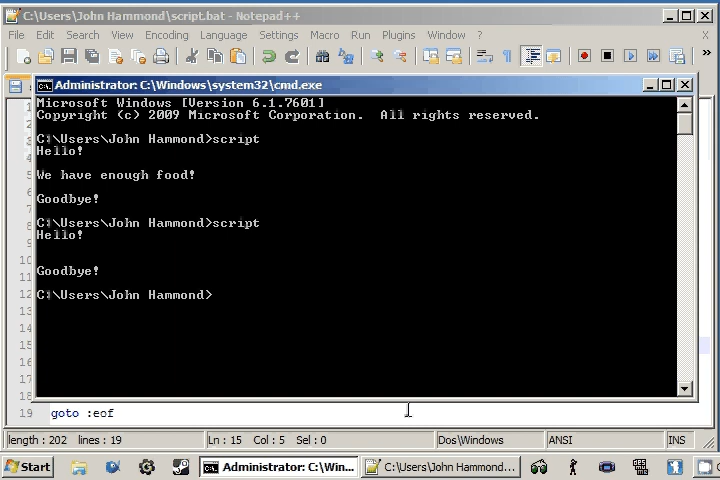 C:\Users\John Hammond\script.bat - Notepad++
File Edit Search View Encoding Language Settings Macro Run Plugins Window ? X
Administrator: C:\Windows\system32\cmd.exe
Microsoft Windows [Version 6.1.7601]
Copyright (c) 2009 Microsoft Corporation.  All rights reserved.
C:\Users\John Hammond>script
Hello!
We have enough food!
Goodbye!
C:\Users\John Hammond>script
Hello!
Goodbye!
C:\Users\John Hammond>
19 goto :eof
length : 202 lines : 19 Ln : 15 Col : 5 Sel : 0 Dos\Windows ANSI INS
Start Administrator: C:\Win... C:\Users\John Hammond...